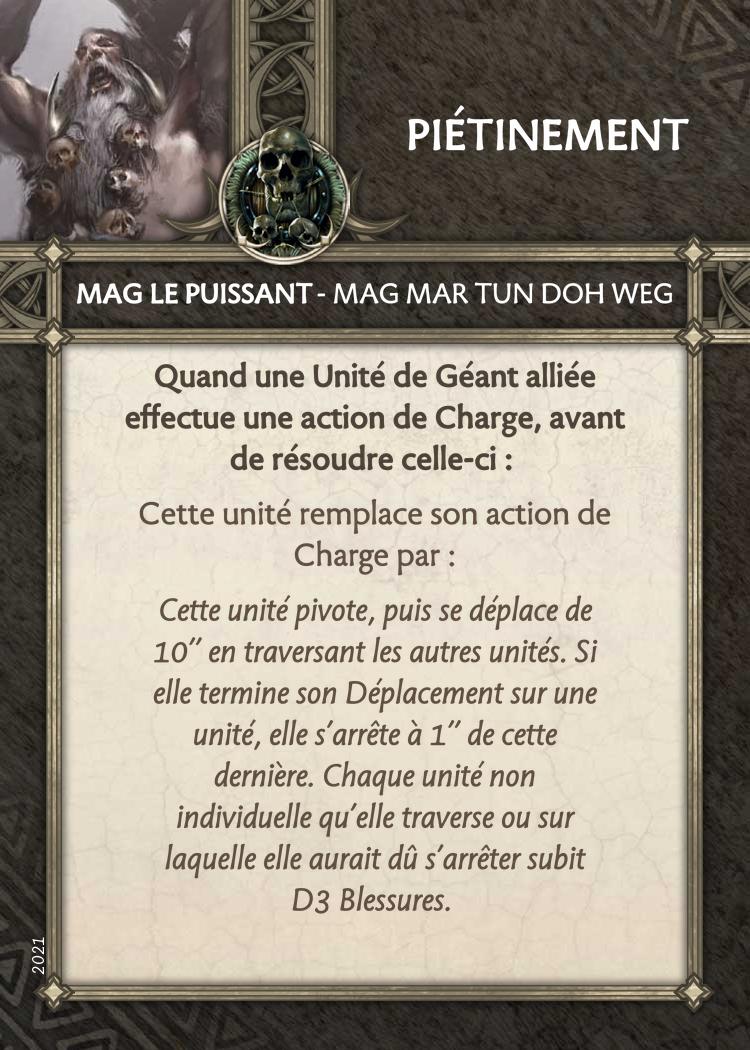 PIÉTINEMENT
MAG LE PUISSANT - MAG MAR TUN DOH WEG
Quand une Unité de Géant alliée
effectue une action de Charge, avant
de résoudre celle-ci :
Cette unité remplace son action de
Charge par :
Cette unité pivote, puis se déplace de
10” en traversant les autres unités. Si
elle termine son Déplacement sur une
unité, elle s’arrête à 1” de cette
dernière. Chaque unité non
individuelle qu’elle traverse ou sur
laquelle elle aurait dû s’arrêter subit
D3 Blessures.
2021